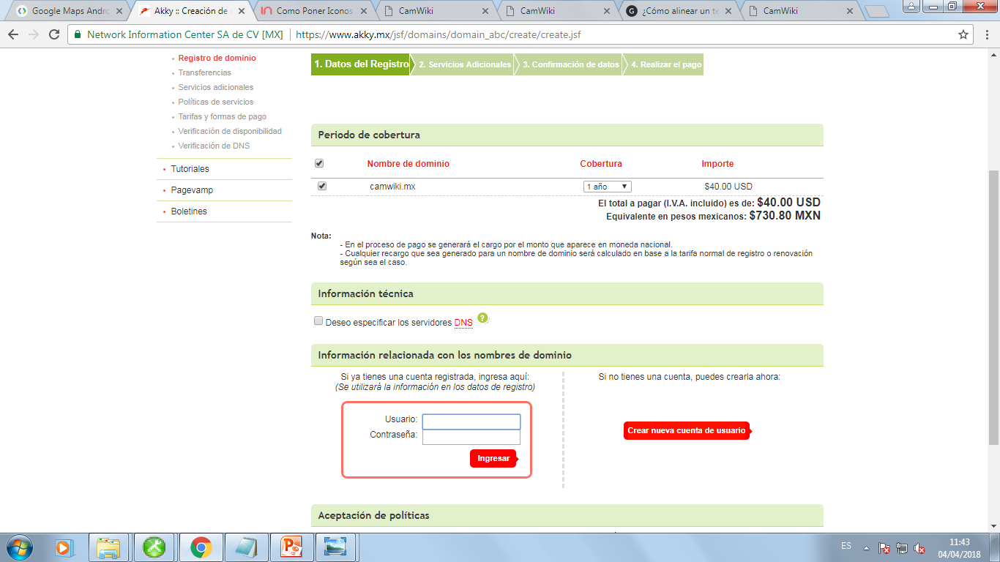 Google Maps Andro
Akky :: Creación de
Como Poner Iconos
CamWiki
CamWiki
¿Cómo alinear un te
CamWiki
Network Information Center SA de CV [MX]
https://www.akky.mx/jsf/domains/domain_abc/create/create.jsf
Registro de dominio
Transferencias
Servicios adicionales
Políticas de servicios
Tarifas y formas de pago
Verificación de disponibilidad
Verificación de DNS
Tutoriales
Pagevamp
Boletines
1. Datos del Registro
2. Servicios Adicionales
3. Confirmación de datos
4. Realizar el pago
Periodo de cobertura
Nombre de dominio Cobertura Importe
camwiki.mx 1 año $40.00 USD
El total a pagar (I.V.A. incluido) es de: $40.00 USD
Equivalente en pesos mexicanos: $730.80 MXN
Nota:
- En el proceso de pago se generará el cargo por el monto que aparece en moneda nacional.
- Cualquier recargo que sea generado para un nombre de dominio será calculado en base a la tarifa normal de registro o renovación
según sea el caso.
Información técnica
Deseo especificar los servidores DNS ?
Información relacionada con los nombres de dominio
Si ya tienes una cuenta registrada, ingresa aquí:
(Se utilizará la información en los datos de registro)
Usuario:
Contraseña:
Ingresar
Si no tienes una cuenta, puedes crearla ahora:
Crear nueva cuenta de usuario
Aceptación de políticas
ES
11:43
04/04/2018